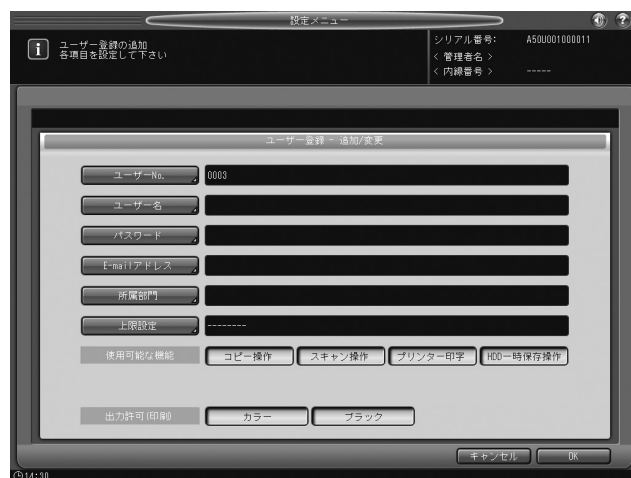 設定メニュー
ユーザー登録の追加
各項目を設定して下さい
シリアル番号: A50U001000011
< 管理者名 >
< 内線番号 > -----
ユーザー登録 - 追加/変更
ユーザーNo. 0003
ユーザー名
パスワード
E-mailアドレス
所属部門
上限設定 --------
使用可能な機能 コピー操作 スキャン操作 プリンター印字 HDD一時保存操作
出力許可(印刷) カラー ブラック
キャンセル OK
14:30